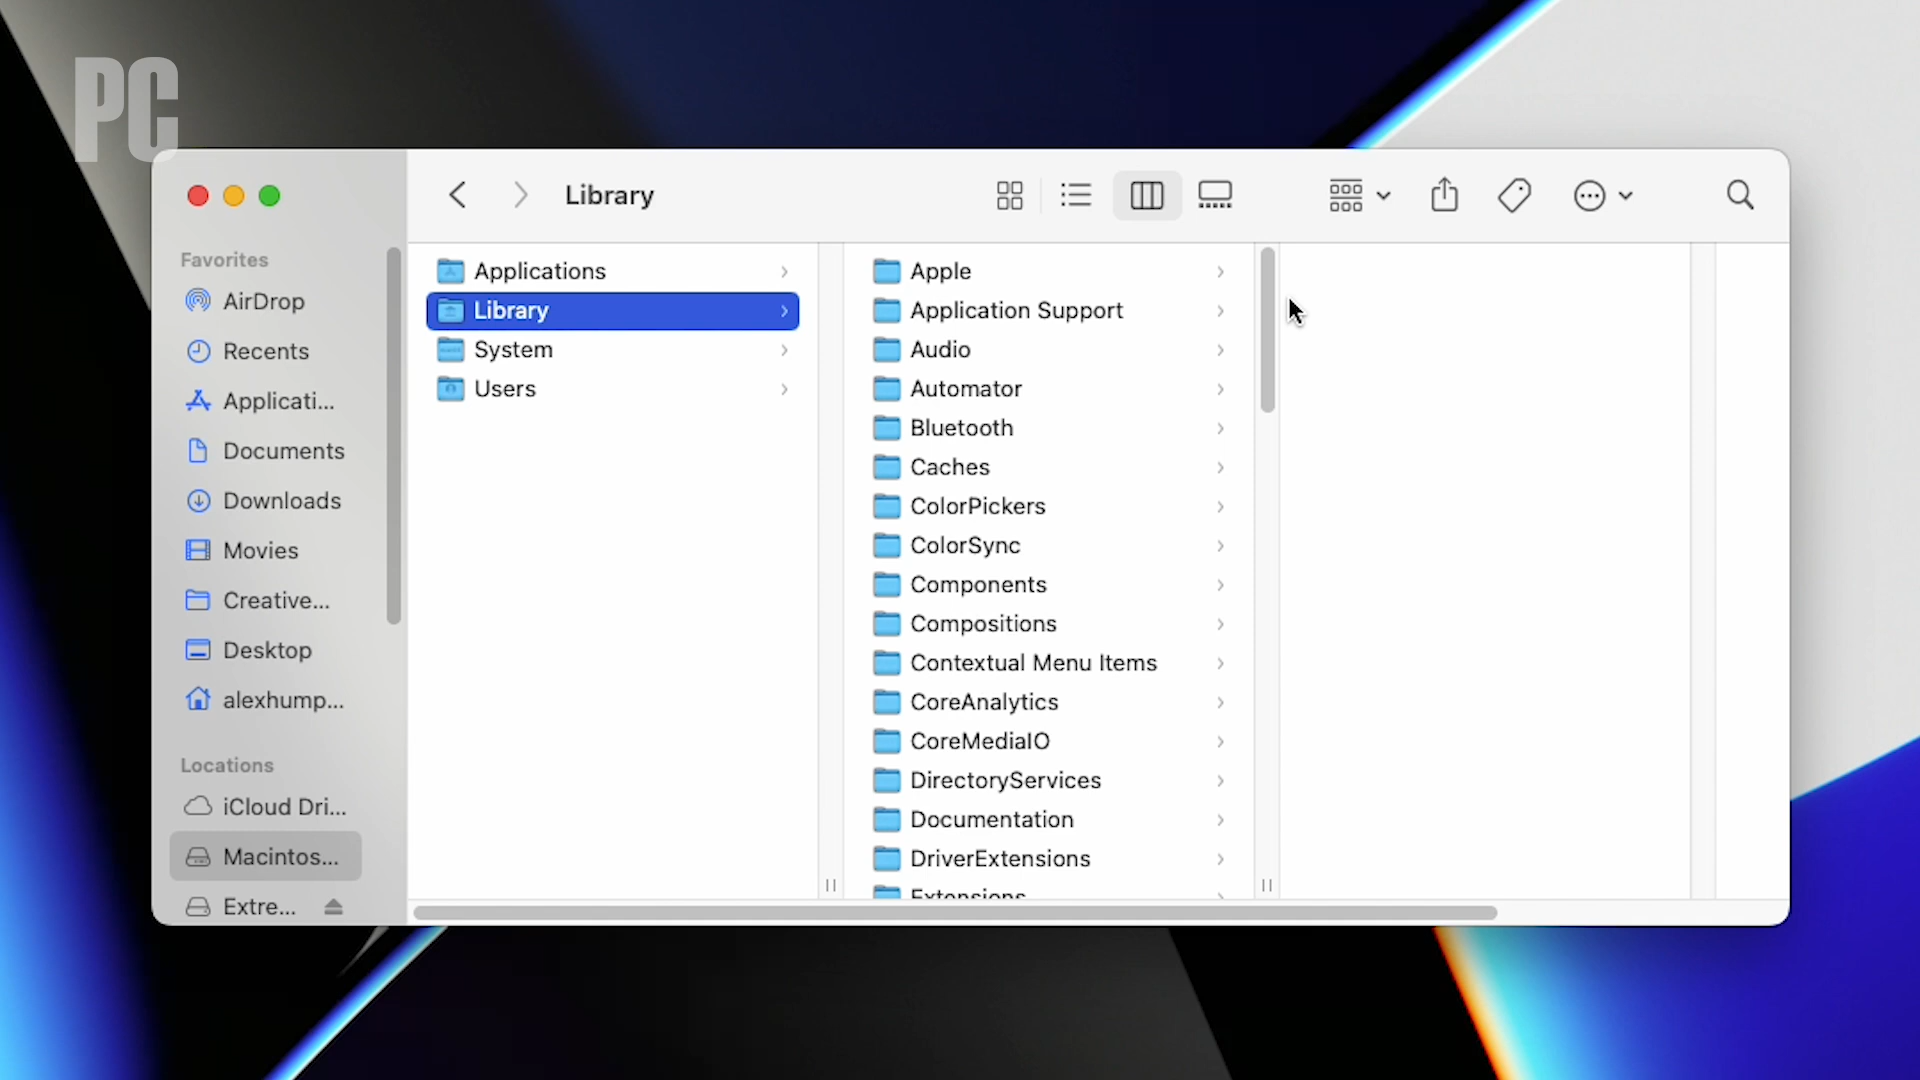 PC
Library
Favorites
AirDrop
Recents
Applicati...
Documents
Downloads
Movies
Creative...
Desktop
alexhump...
Locations
iCloud Dri...
Macintos...
Extre...
Applications
Library
System
Users
Apple
Application Support
Audio
Automator
Bluetooth
Caches
ColorPickers
ColorSync
Components
Compositions
Contextual Menu Items
CoreAnalytics
CoreMediaIO
DirectoryServices
Documentation
DriverExtensions
Extensions